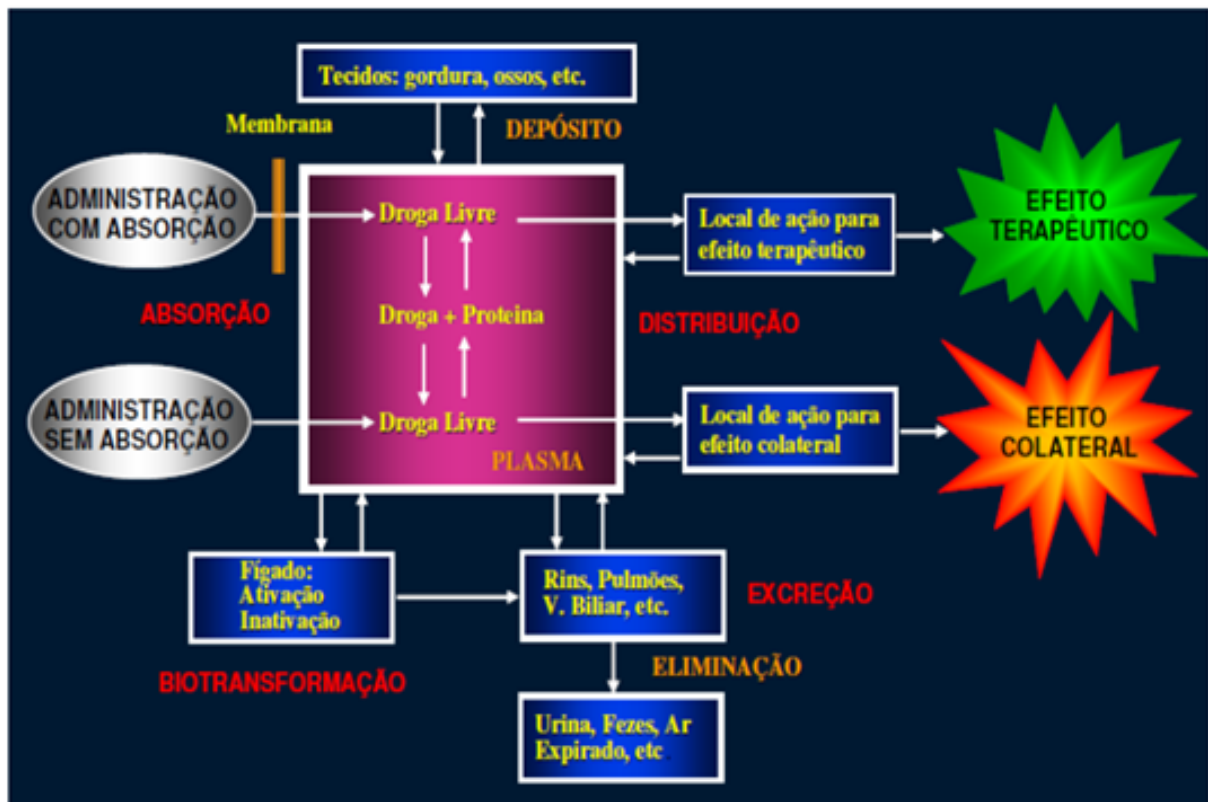 Tecidos: gordura, ossos, etc.
Membrana
DEPÓSITO
ADMINISTRAÇÃO
COM ABSORÇÃO
Droga Livre
Local de ação para
efeito terapêutico
EFEITO
TERAPÊUTICO
ABSORÇÃO
Droga + Proteina
DISTRIBUIÇÃO
ADMINISTRAÇÃO
SEM ABSORÇÃO
Droga Livre
PLASMA
Local de ação para
efeito colateral
EFEITO
COLATERAL
Fígado:
Ativação
Inativação
Rins, Pulmões,
V. Biliar, etc.
EXCREÇÃO
BIOTRANSFORMAÇÃO
ELIMINAÇÃO
Urina, Fezes, Ar
Expirado, etc